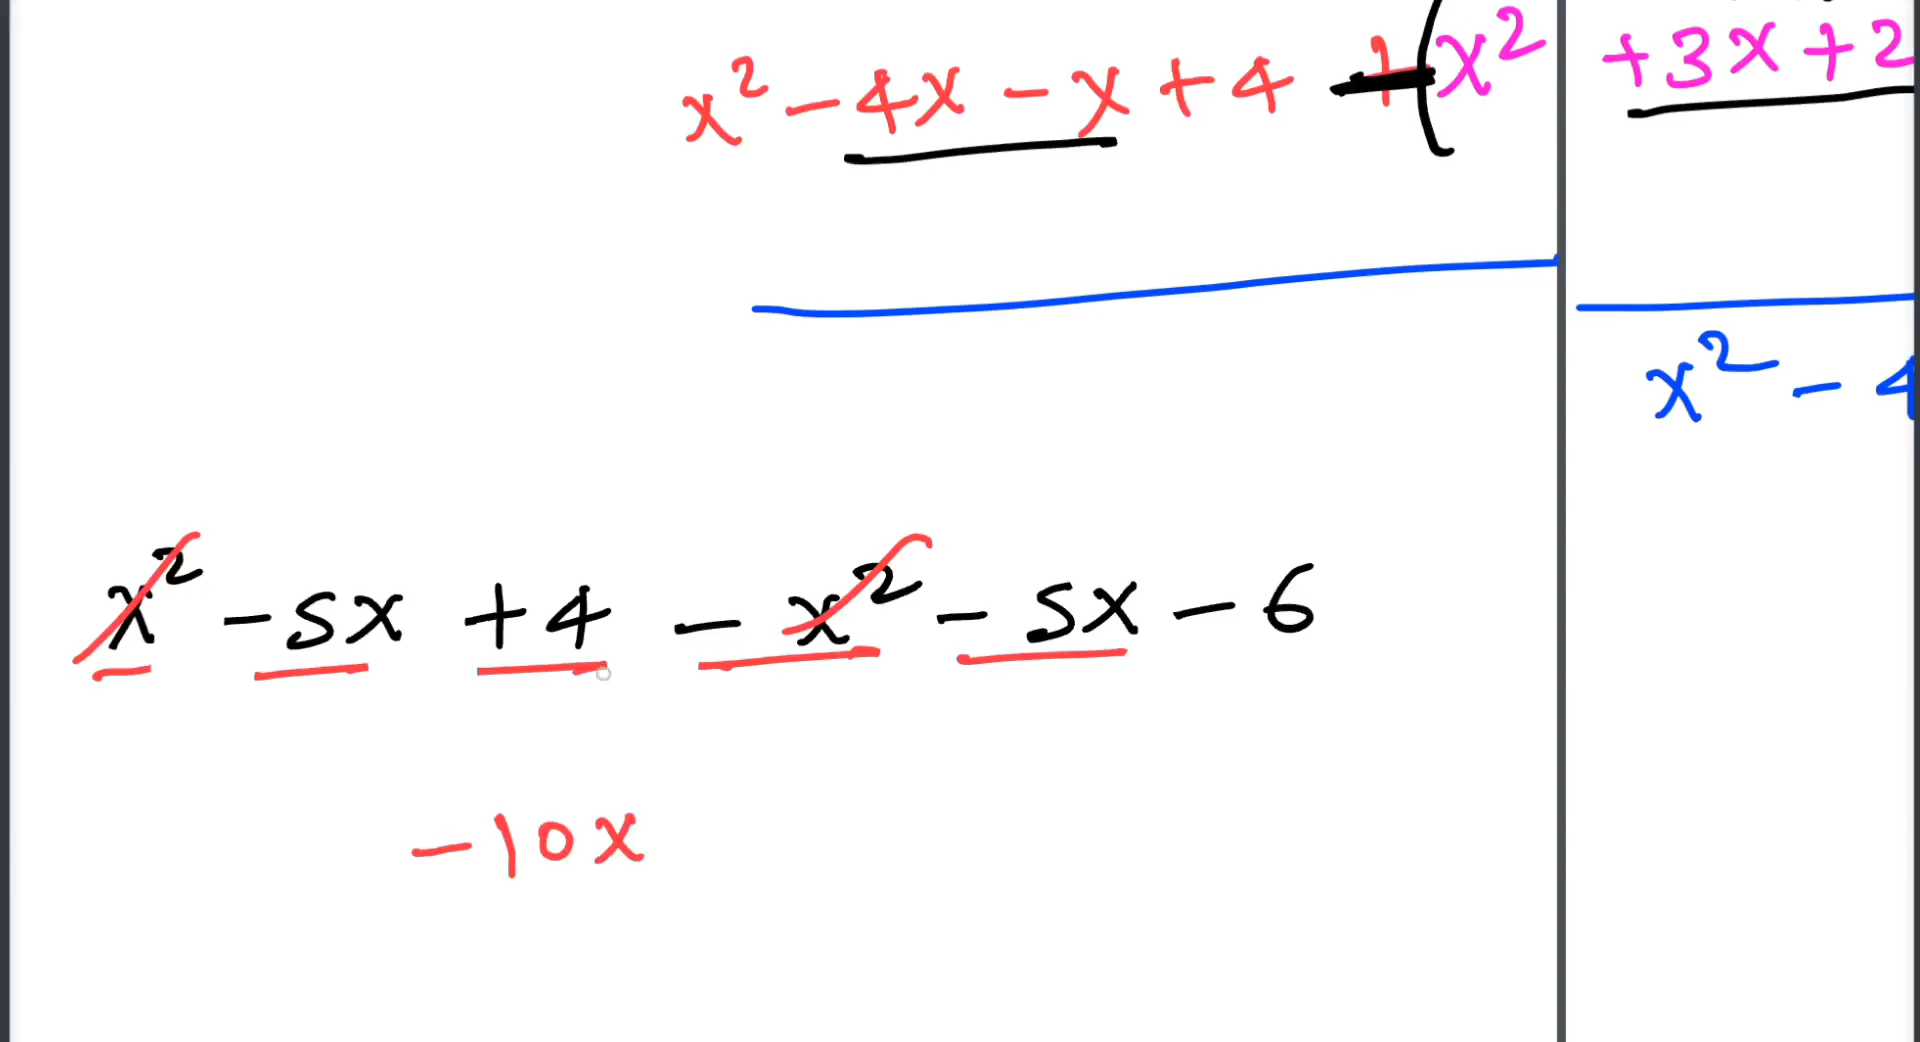 x² - 4x - x + 4 -(x² +3x+2
x² - 4
x² - 5x + 4 - x² - 5x - 6
-10x